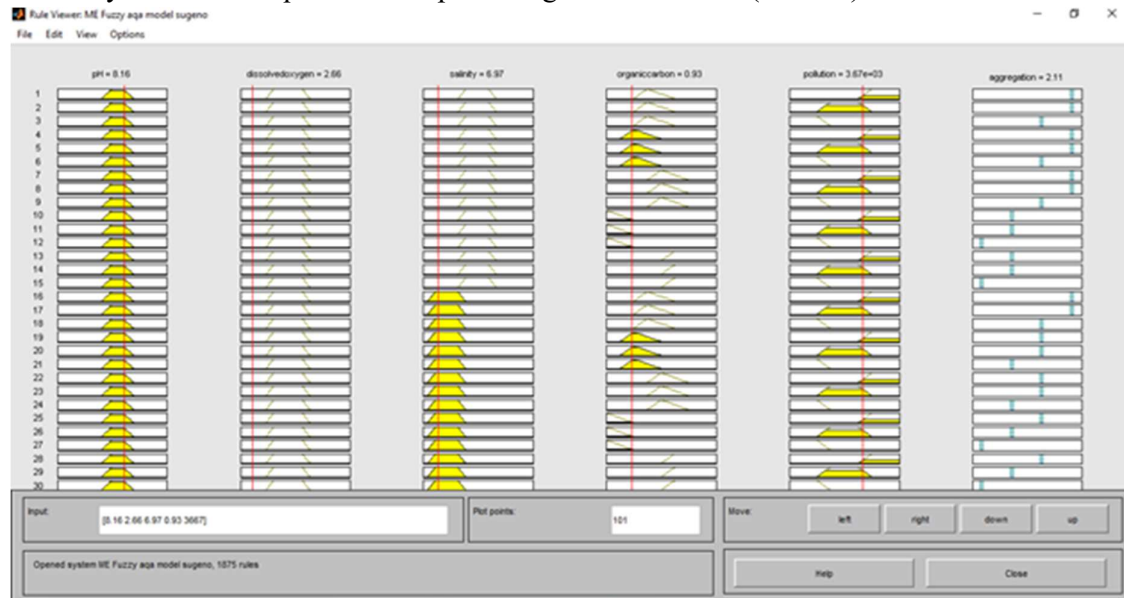 Rule Viewer: ME Fuzzy aqa model sugeno
File Edit View Options
pH = 8.16
dissolvedoxygen = 2.66
salinity = 6.97
organiccarbon = 0.93
pollution = 3.67e+03
aggregation = 2.11
1
2
3
4
5
6
7
8
9
10
11
12
13
14
15
16
17
18
19
20
21
22
23
24
25
26
27
28
29
30
Input:
[8.16 2.66 6.97 0.93 3667]
Plot points:
101
Move:
left
right
down
up
Opened system ME Fuzzy aqa model sugeno, 1875 rules
Help
Close